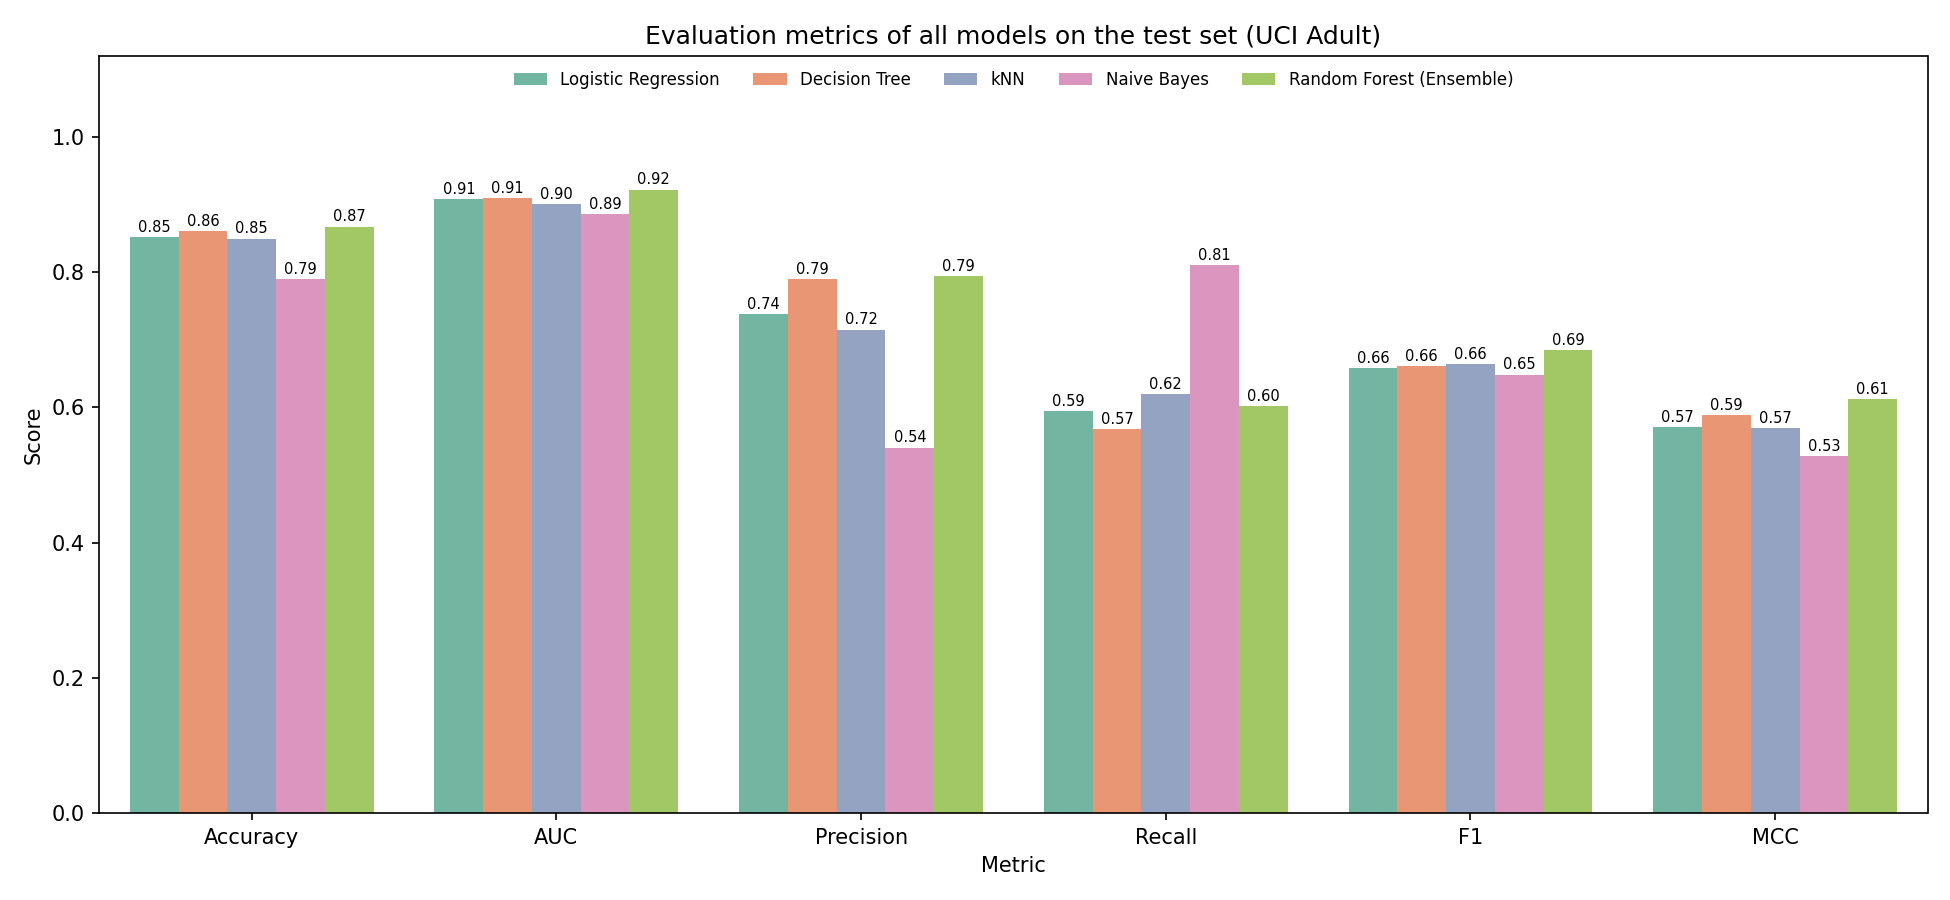 Evaluation metrics of all models on the test set (UCI Adult)
Logistic Regression Decision Tree kNN Naive Bayes Random Forest (Ensemble)
Score
1.0
0.8
0.6
0.4
0.2
0.0
0.85 0.86 0.85 0.79 0.87
0.91 0.91 0.90 0.89 0.92
0.74 0.79 0.72 0.54 0.79
0.59 0.57 0.62 0.81 0.60
0.66 0.66 0.66 0.65 0.69
0.57 0.59 0.57 0.53 0.61
Accuracy AUC Precision Recall F1 MCC
Metric